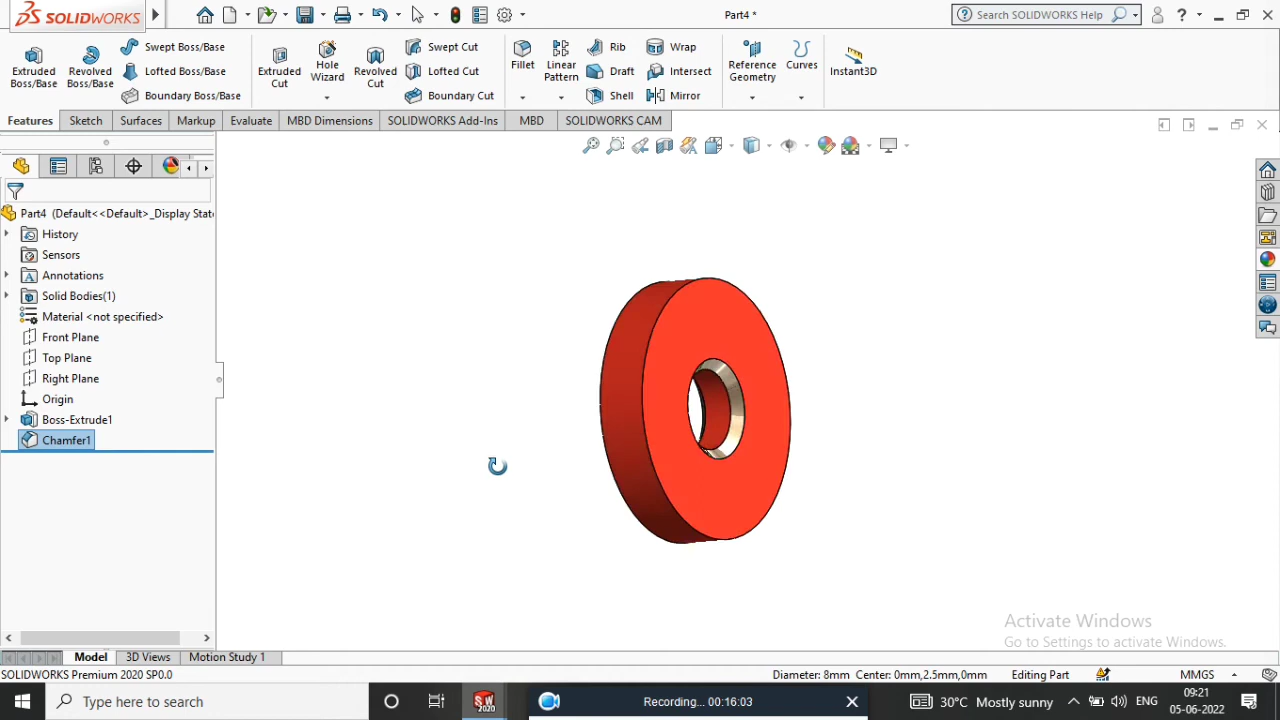 SOLIDWORKS
Part4 *
Search SOLIDWORKS Help
Extruded Boss/Base
Revolved Boss/Base
Swept Boss/Base
Lofted Boss/Base
Boundary Boss/Base
Extruded Cut
Hole Wizard
Revolved Cut
Swept Cut
Lofted Cut
Boundary Cut
Fillet
Linear Pattern
Rib
Draft
Shell
Wrap
Intersect
Mirror
Reference Geometry
Curves
Instant3D
Features Sketch Surfaces Markup Evaluate MBD Dimensions SOLIDWORKS Add-Ins MBD SOLIDWORKS CAM
Part4 (Default<<Default>_Display Stat
History
Sensors
Annotations
Solid Bodies(1)
Material <not specified>
Front Plane
Top Plane
Right Plane
Origin
Boss-Extrude1
Chamfer1
Activate Windows
Go to Settings to activate Windows.
Model 3D Views Motion Study 1
SOLIDWORKS Premium 2020 SP0.0 Diameter: 8mm Center: 0mm,2.5mm,0mm Editing Part MMGS
Type here to search
SW
2020
Recording... 00:16:03
30°C Mostly sunny
ENG
09:21
05-06-2022